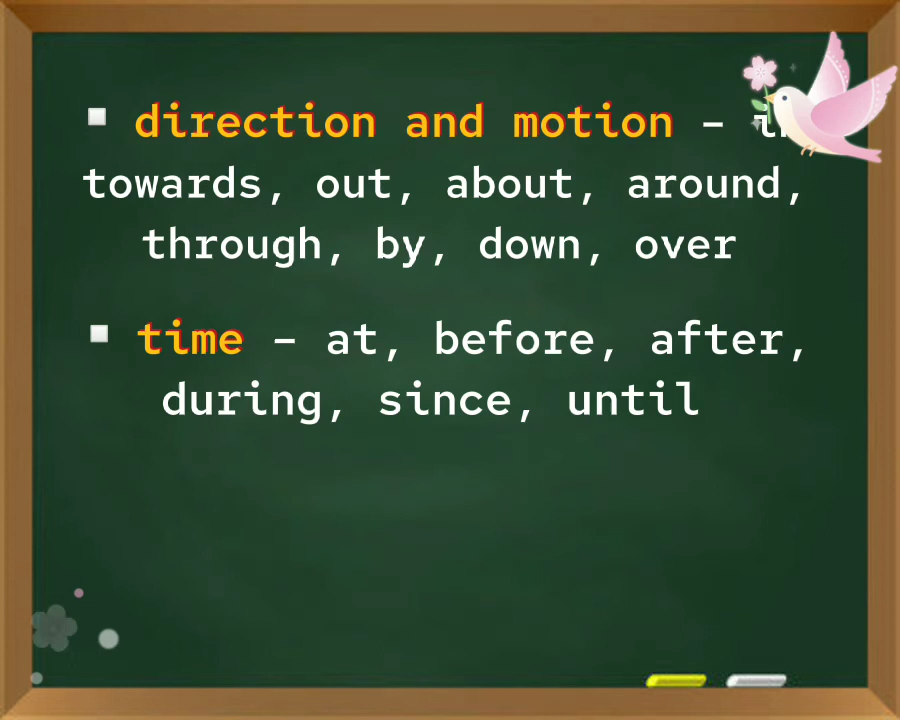 ▪ direction and motion –
towards, out, about, around,
through, by, down, over
▪ time – at, before, after,
during, since, until